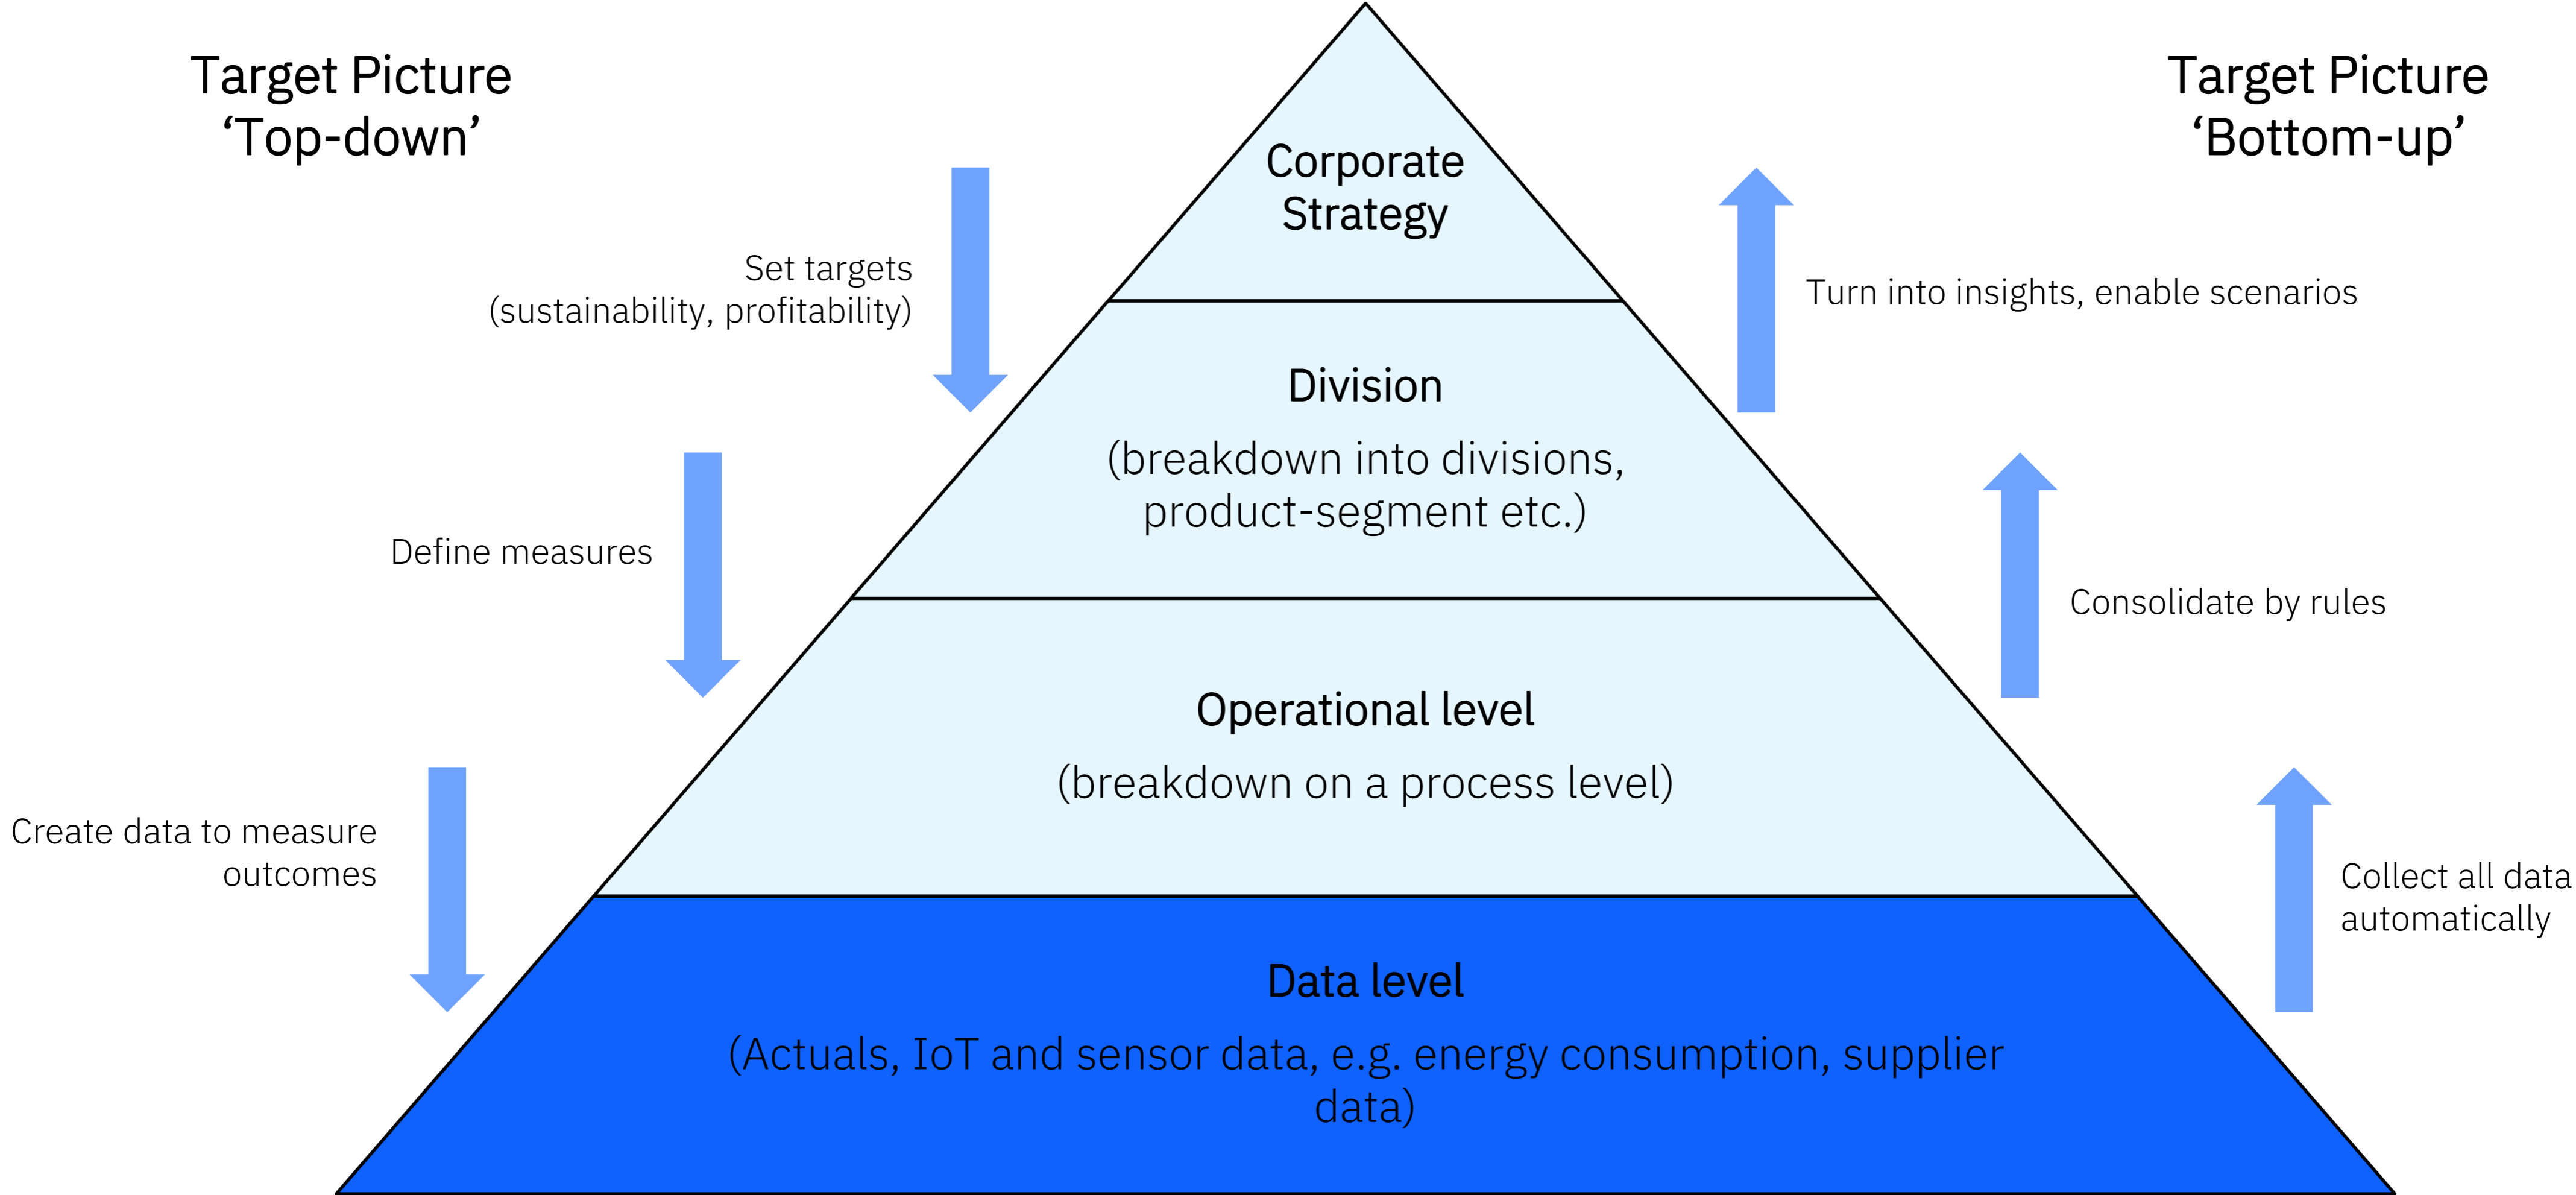 Target Picture
‘Top-down’
Target Picture
‘Bottom-up’
Corporate
Strategy
Set targets
(sustainability, profitability)
Turn into insights, enable scenarios
Division
(breakdown into divisions,
product-segment etc.)
Define measures
Consolidate by rules
Operational level
(breakdown on a process level)
Create data to measure
outcomes
Collect all data
automatically
Data level
(Actuals, IoT and sensor data, e.g. energy consumption, supplier
data)